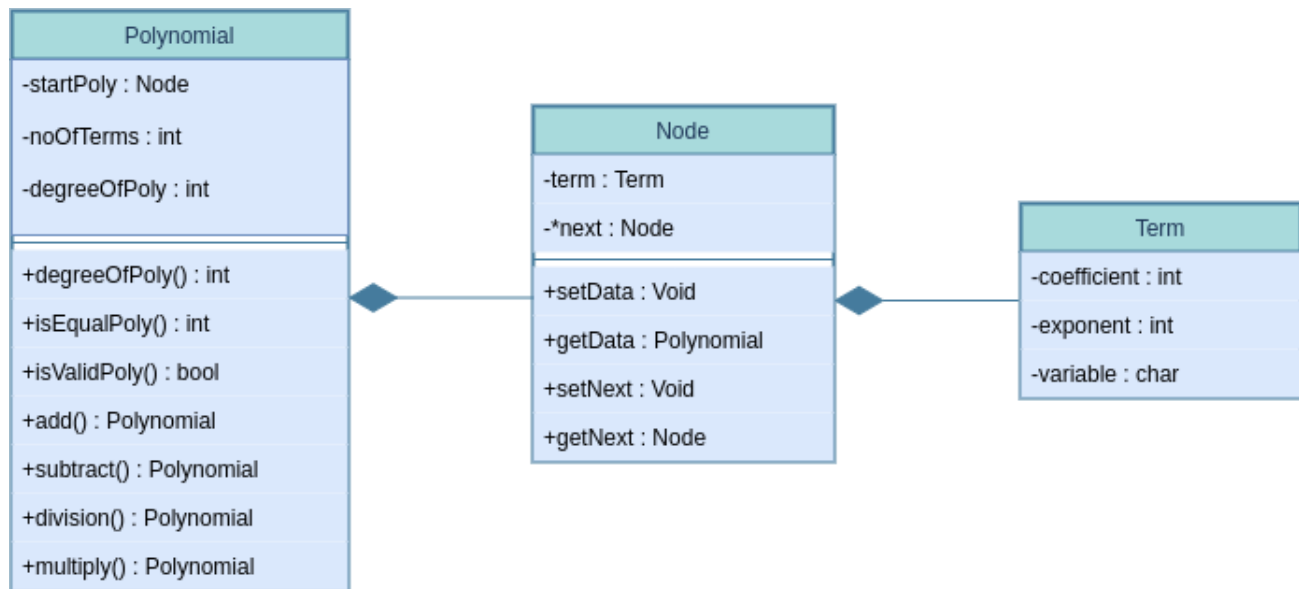 Polynomial
-startPoly : Node
-noOfTerms : int
-degreeOfPoly : int
+degreeOfPoly() : int
+isEqualPoly() : int
+isValidPoly() : bool
+add() : Polynomial
+subtract() : Polynomial
+division() : Polynomial
+multiply() : Polynomial
Node
-term : Term
-*next : Node
+setData : Void
+getData : Polynomial
+setNext : Void
+getNext : Node
Term
-coefficient : int
-exponent : int
-variable : char